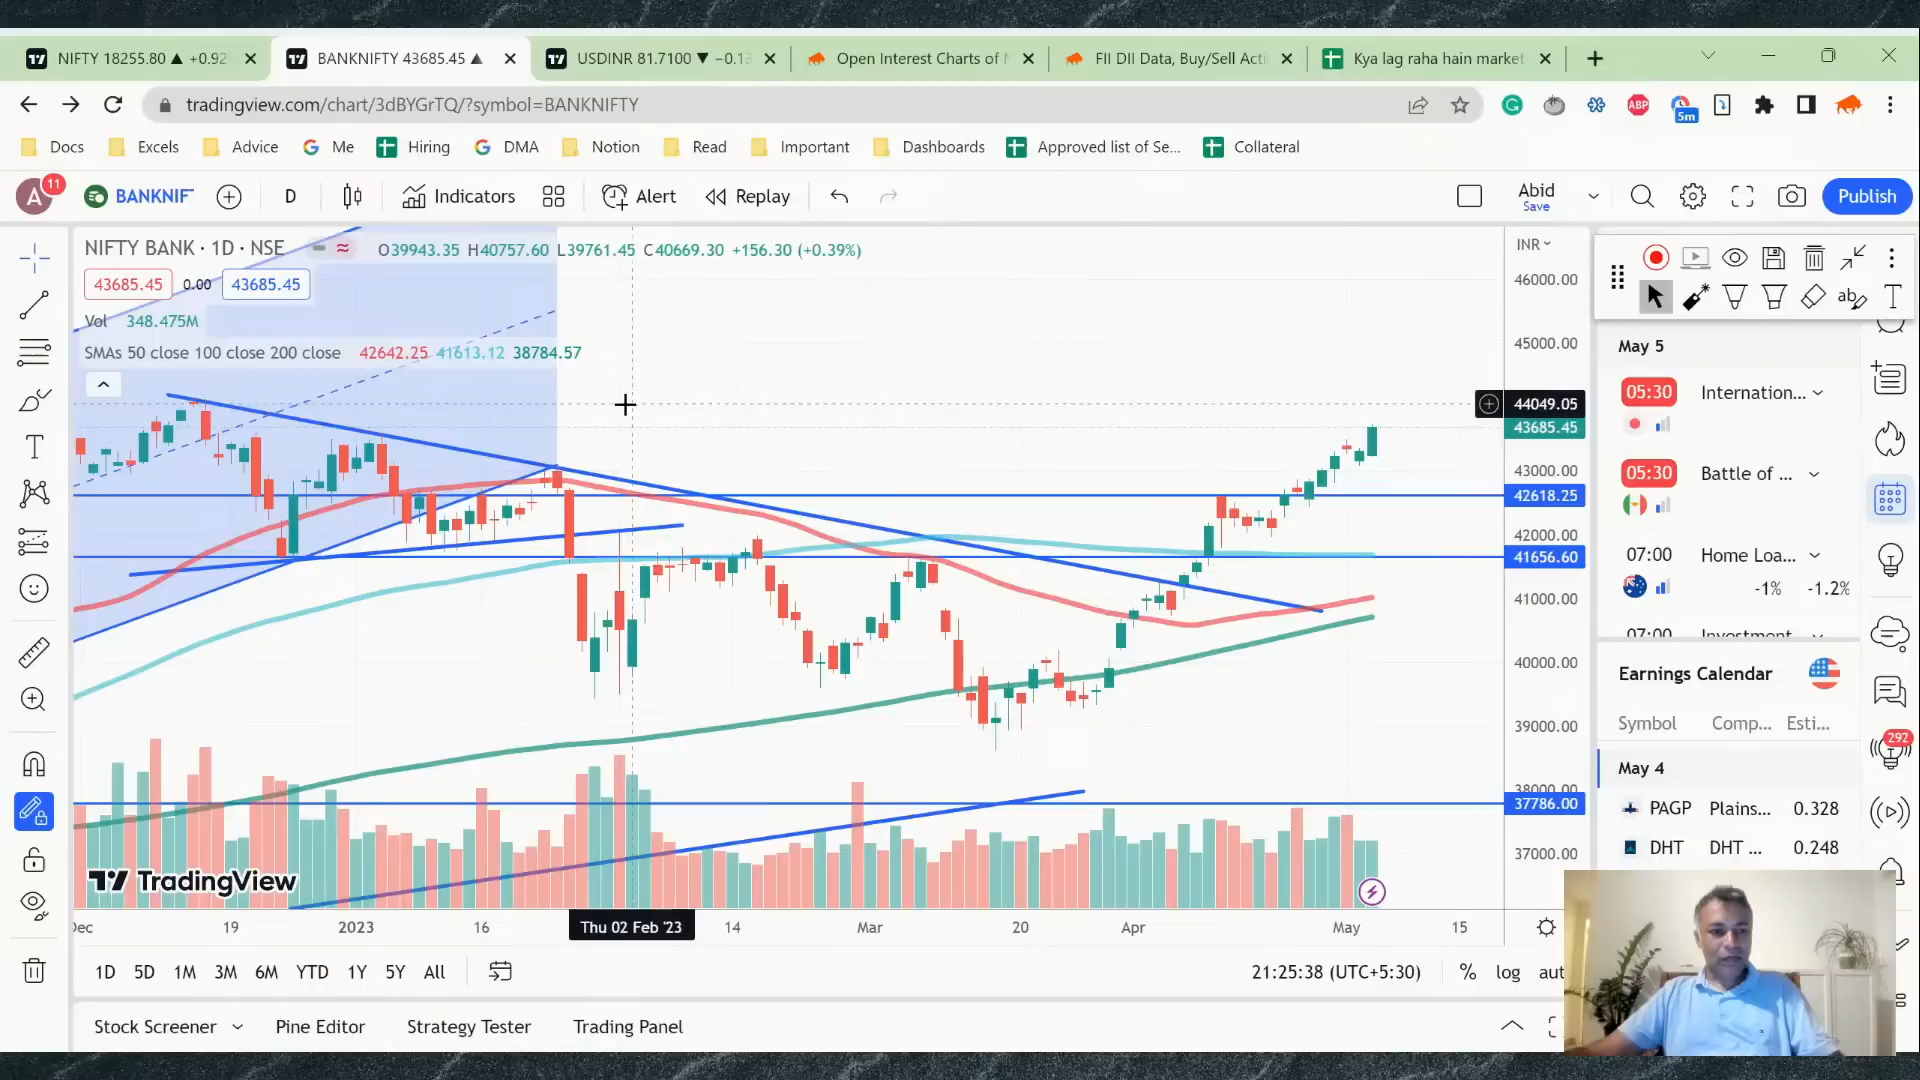 NIFTY 18255.80 ▲ +0.92
BANKNIFTY 43685.45 ▲
USDINR 81.7100 ▼ −0.13
Open Interest Charts of
FII DII Data, Buy/Sell Acti
Kya lag raha hain market
tradingview.com/chart/3dBYGrTQ/?symbol=BANKNIFTY
ABP
5m
Docs
Excels
Advice
Me
Hiring
DMA
Notion
Read
Important
Dashboards
Approved list of Se...
Collateral
A
11
BANKNIF
D
Indicators
Alert
Replay
Abid
Save
Publish
NIFTY BANK · 1D · NSE
O39943.35 H40757.60 L39761.45 C40669.30 +156.30 (+0.39%)
43685.45 0.00 43685.45
Vol 348.475M
SMAs 50 close 100 close 200 close 42642.25 41613.12 38784.57
INR
46000.00
45000.00
44049.05
43685.45
43000.00
42618.25
42000.00
41656.60
41000.00
40000.00
39000.00
38000.00
37786.00
37000.00
TradingView
Dec 19 2023 16 Thu 02 Feb '23 14 Mar 20 Apr May 15
1D 5D 1M 3M 6M YTD 1Y 5Y All
21:25:38 (UTC+5:30) % log aut
Stock Screener
Pine Editor
Strategy Tester
Trading Panel
ab
T
May 5
05:30 Internation...
05:30 Battle of ...
07:00 Home Loa...
-1% -1.2%
07:00 Investment
Earnings Calendar
Symbol Comp... Esti...
May 4
PAGP Plains... 0.328
DHT DHT ... 0.248
292